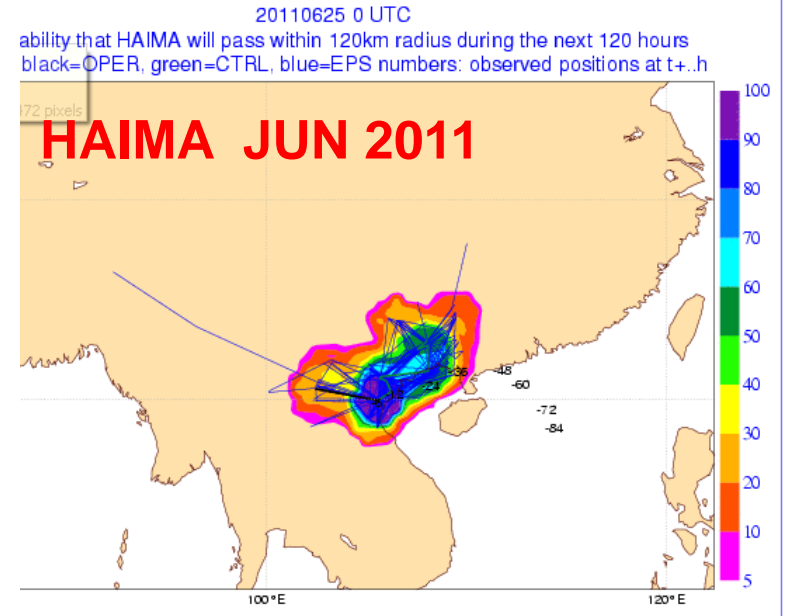 20110625 0 UTC
ability that HAIMA will pass within 120km radius during the next 120 hours
black=OPER, green=CTRL, blue=EPS numbers: observed positions at t+..h
472 pixels
HAIMA JUN 2011
100
90
80
70
60
50
40
30
20
10
5
-12
-24
-36
-48
-60
-72
-84
100°E
120°E